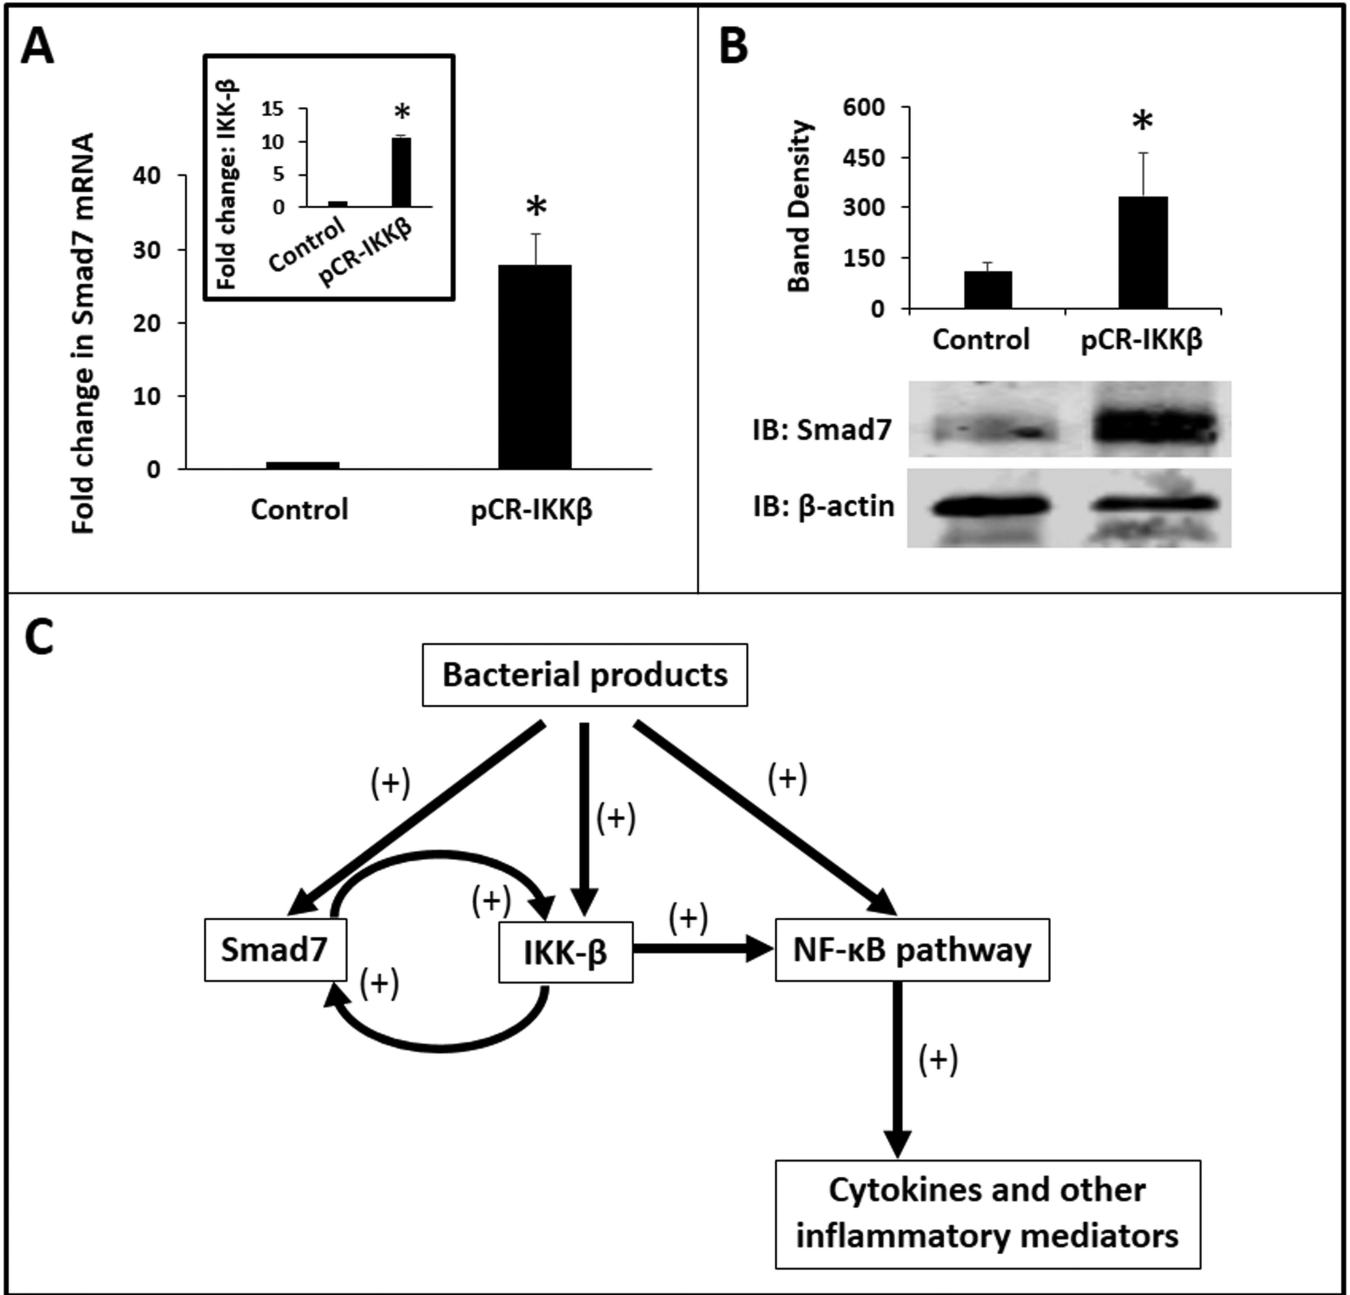 A
Fold change in Smad7 mRNA
40
30
20
10
0
*
Control
pCR-IKKβ
Fold change: IKK-β
15
10
5
0
*
Control
pCR-IKKβ
B
Band Density
600
450
300
150
0
*
Control
pCR-IKKβ
IB: Smad7
IB: β-actin
C
Bacterial products
(+)
(+)
(+)
(+)
(+)
Smad7
IKK-β
NF-κB pathway
(+)
(+)
Cytokines and other
inflammatory mediators